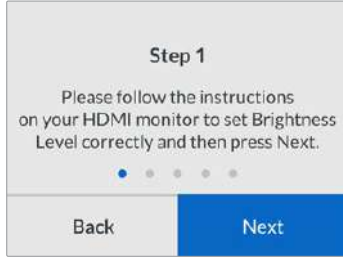 Step 1
Please follow the instructions
on your HDMI monitor to set Brightness
Level correctly and then press Next.
Back
Next